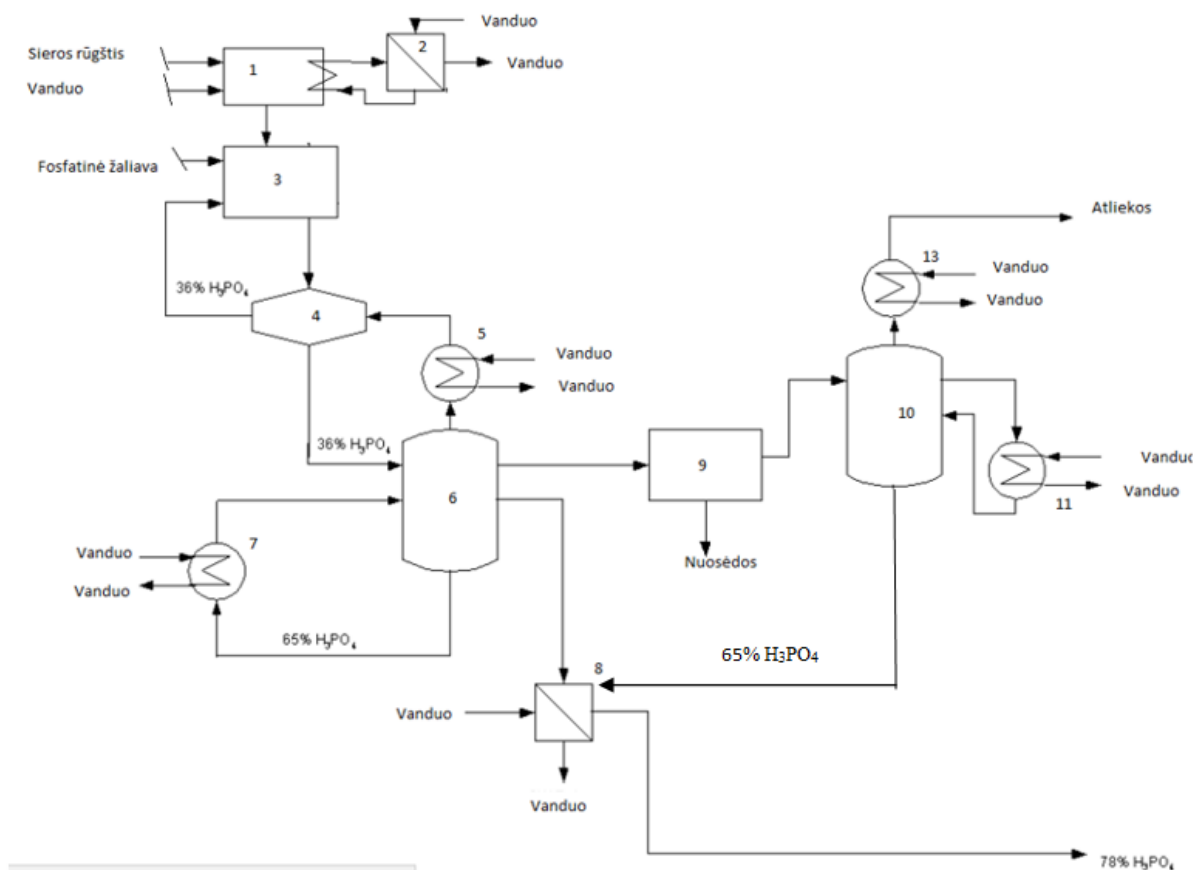 Vanduo
2
Sieros rūgštis
1
Vanduo
Vanduo
Fosfatinė žaliava
3
Atliekos
13
Vanduo
36% H₃PO₄
Vanduo
4
5
Vanduo
Vanduo
10
36% H₃PO₄
Vanduo
9
6
Vanduo
11
7
Vanduo
Nuosėdos
Vanduo
65% H₃PO₄
65% H₃PO₄
8
Vanduo
Vanduo
78% H₃PO₄